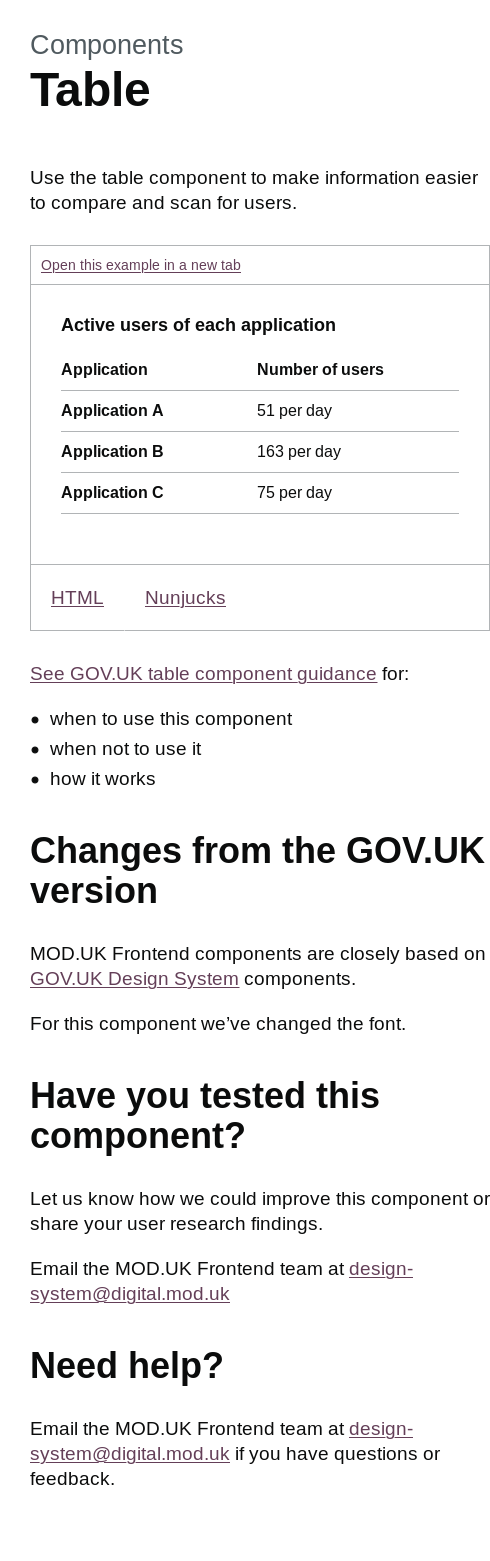 Components
Table
Use the table component to make information easier
to compare and scan for users.
Open this example in a new tab
Active users of each application
Application Number of users
Application A 51 per day
Application B 163 per day
Application C 75 per day
HTML Nunjucks
See GOV.UK table component guidance for:
• when to use this component
• when not to use it
• how it works
Changes from the GOV.UK
version
MOD.UK Frontend components are closely based on
GOV.UK Design System components.
For this component we’ve changed the font.
Have you tested this
component?
Let us know how we could improve this component or
share your user research findings.
Email the MOD.UK Frontend team at design-
system@digital.mod.uk
Need help?
Email the MOD.UK Frontend team at design-
system@digital.mod.uk if you have questions or
feedback.